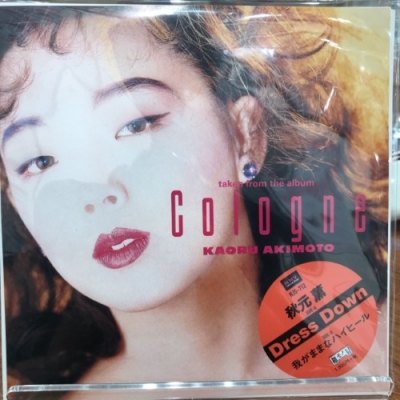 taken from the album
Cologne
KAORU AKIMOTO
秋元 薫
Dress Down
我がままなハイヒール